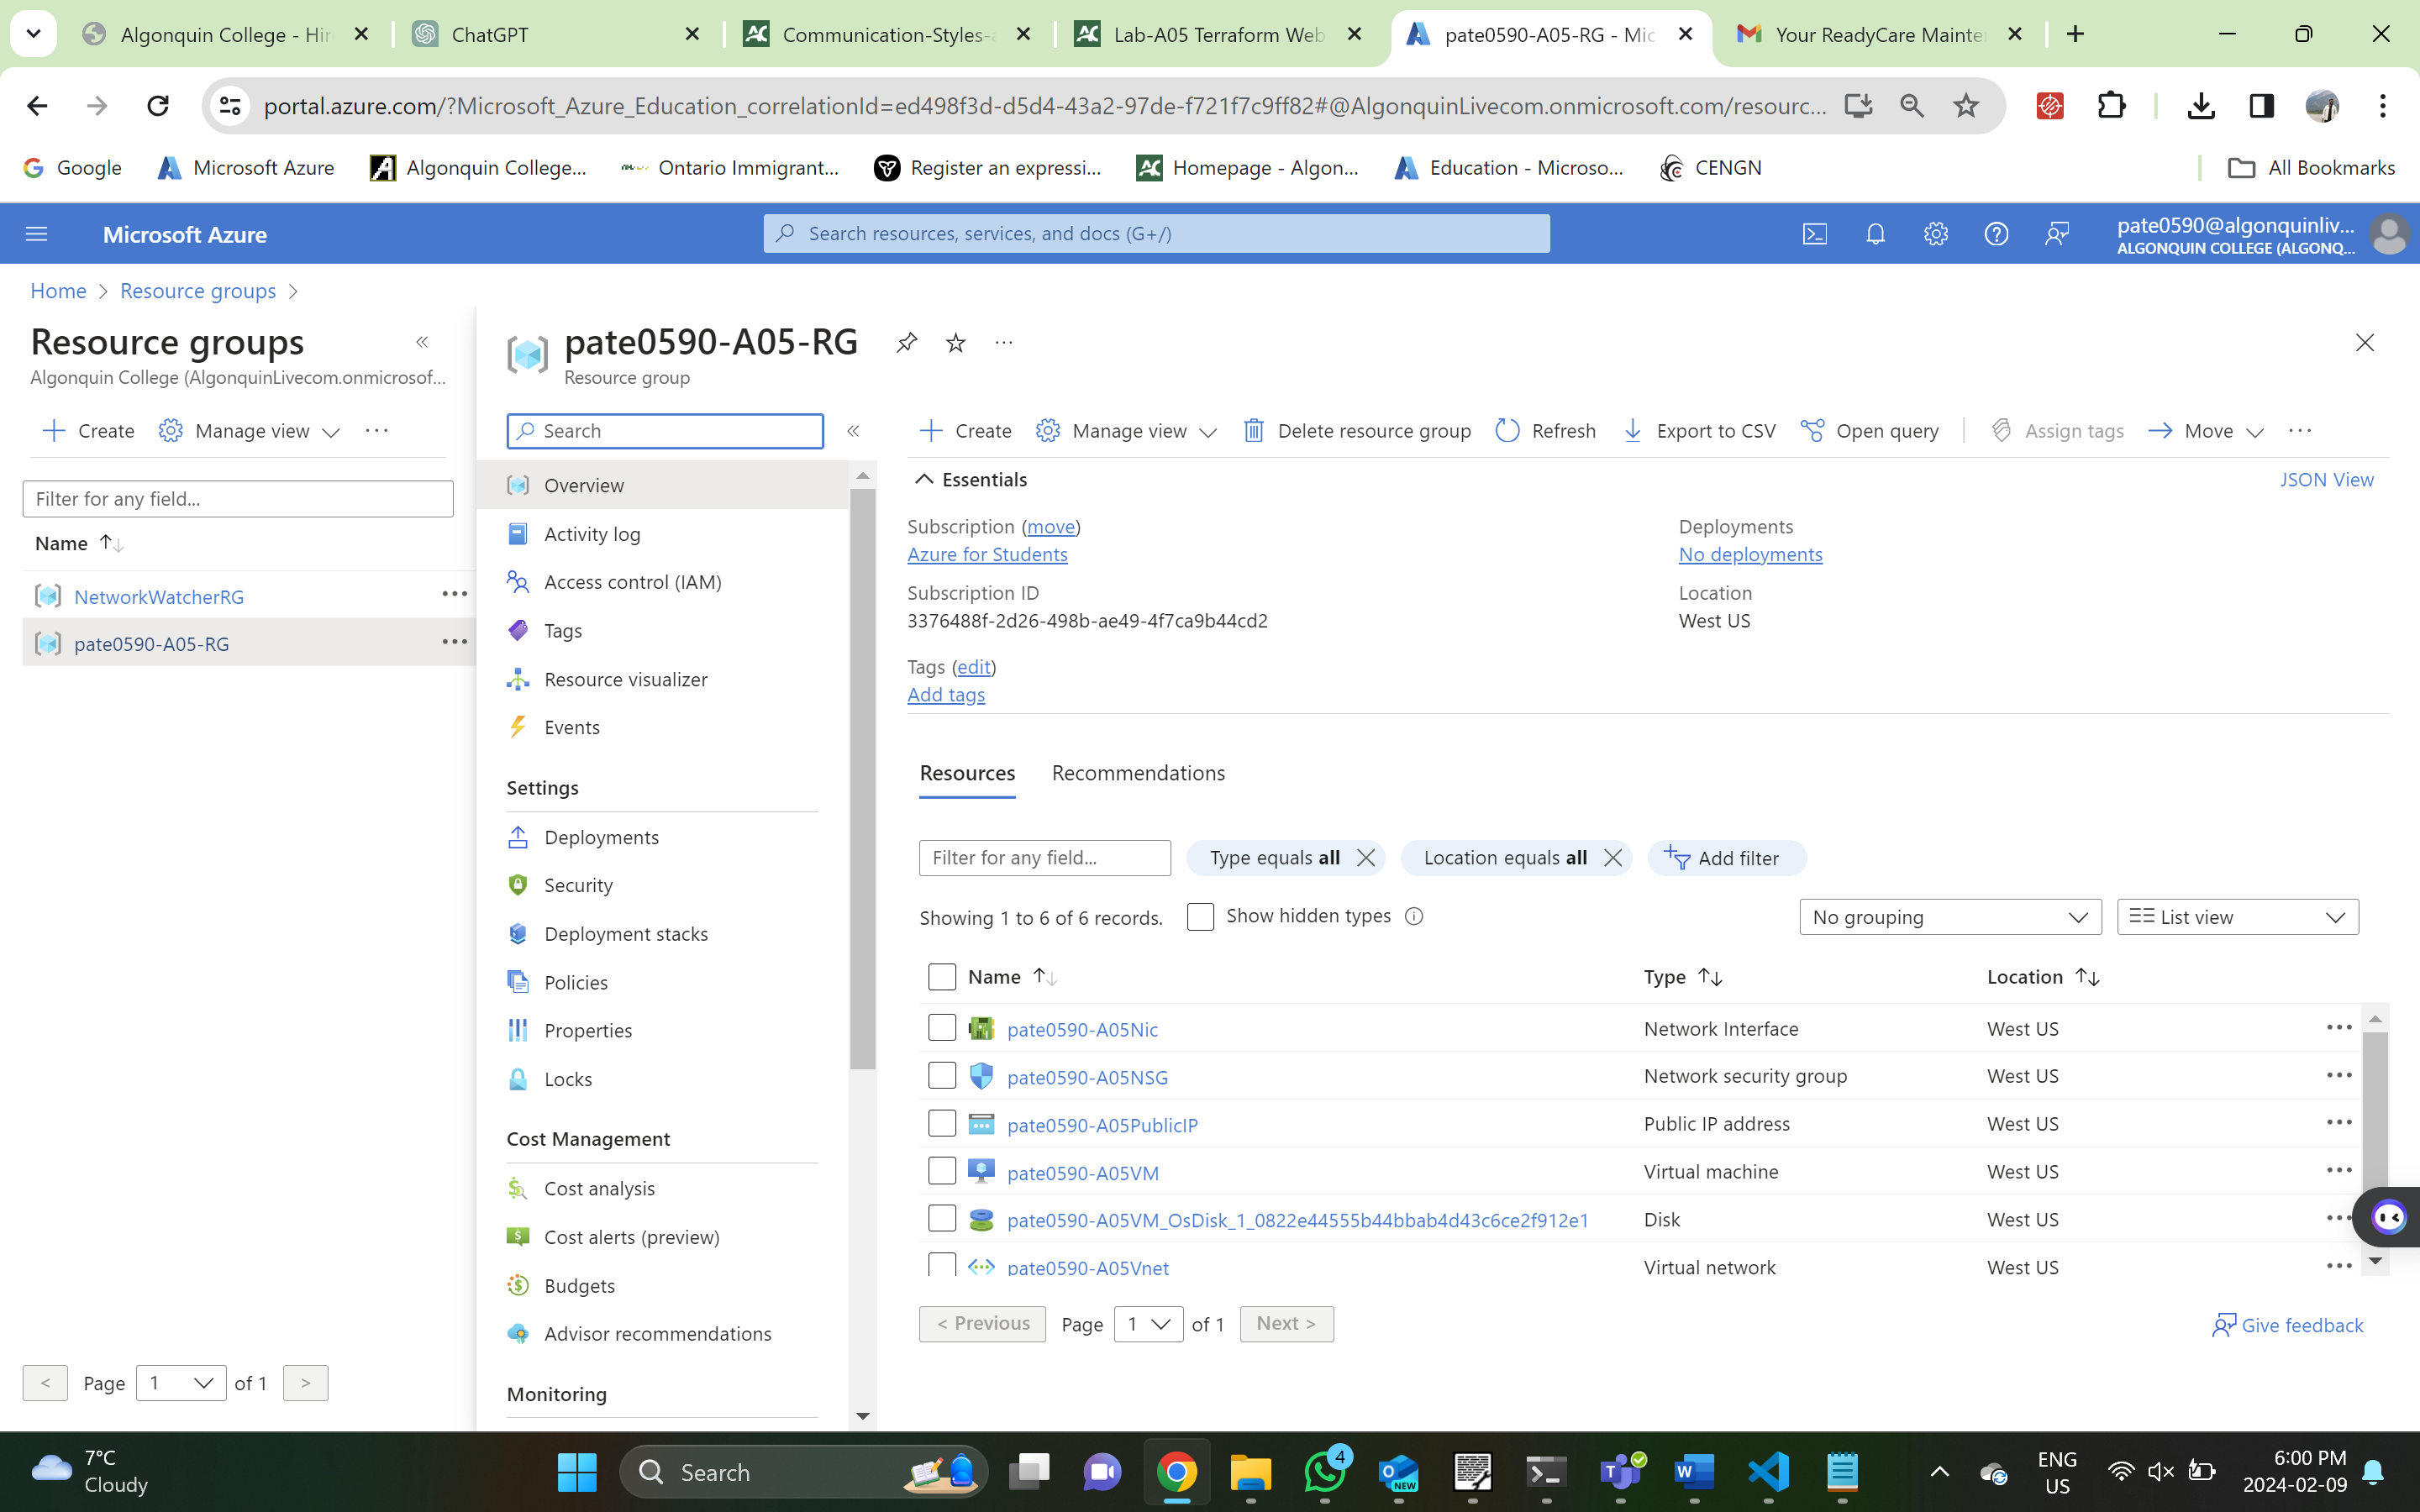 Algonquin College - Hir
ChatGPT
Communication-Styles-a
Lab-A05 Terraform Web
pate0590-A05-RG - Mic
Your ReadyCare Mainte
portal.azure.com/?Microsoft_Azure_Education_correlationId=ed498f3d-d5d4-43a2-97de-f721f7c9ff82#@AlgonquinLivecom.onmicrosoft.com/resourc...
Google
Microsoft Azure
Algonquin College...
Ontario Immigrant...
Register an expressi...
Homepage - Algon...
Education - Microso...
CENGN
All Bookmarks
Microsoft Azure
Search resources, services, and docs (G+/)
pate0590@algonquinliv...
ALGONQUIN COLLEGE (ALGONQ...
Home > Resource groups >
Resource groups
Algonquin College (AlgonquinLivecom.onmicrosof...
Create
Manage view
Filter for any field...
Name
NetworkWatcherRG
pate0590-A05-RG
< Page 1 of 1 >
pate0590-A05-RG
Resource group
Search
Overview
Activity log
Access control (IAM)
Tags
Resource visualizer
Events
Settings
Deployments
Security
Deployment stacks
Policies
Properties
Locks
Cost Management
Cost analysis
Cost alerts (preview)
Budgets
Advisor recommendations
Monitoring
Create
Manage view
Delete resource group
Refresh
Export to CSV
Open query
Assign tags
Move
Essentials
JSON View
Subscription (move)
Azure for Students
Subscription ID
3376488f-2d26-498b-ae49-4f7ca9b44cd2
Tags (edit)
Add tags
Deployments
No deployments
Location
West US
Resources
Recommendations
Filter for any field...
Type equals all
Location equals all
Add filter
Showing 1 to 6 of 6 records.
Show hidden types
No grouping
List view
Name Type Location
pate0590-A05Nic Network Interface West US
pate0590-A05NSG Network security group West US
pate0590-A05PublicIP Public IP address West US
pate0590-A05VM Virtual machine West US
pate0590-A05VM_OsDisk_1_0822e44555b44bbab4d43c6ce2f912e1 Disk West US
pate0590-A05Vnet Virtual network West US
< Previous Page 1 of 1 Next >
Give feedback
7°C
Cloudy
Search
4
NEW
ENG
US
6:00 PM
2024-02-09